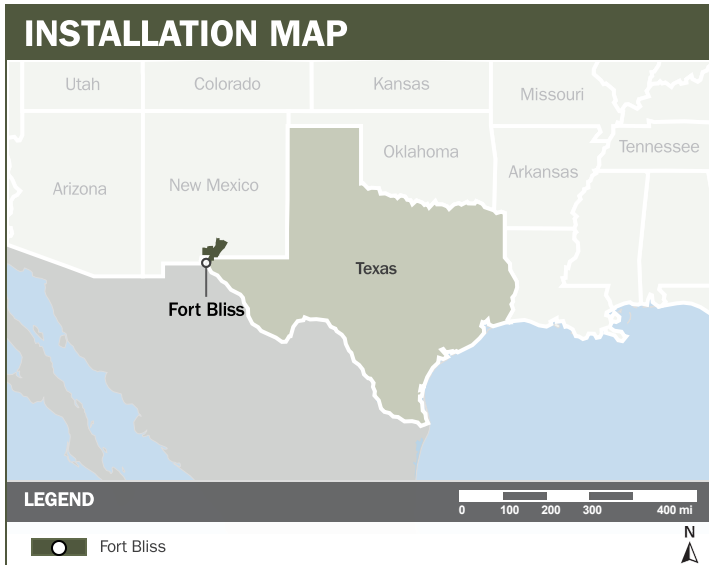 INSTALLATION MAP
Utah
Colorado
Kansas
Missouri
Tennessee
Oklahoma
Arkansas
Arizona
New Mexico
Texas
Fort Bliss
LEGEND
0 100 200 300 400 mi
Fort Bliss
N